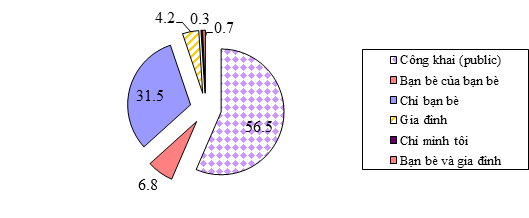 4.2 0.3
0.7
31.5
56.5
6.8
Công khai (public)
Bạn bè của bạn bè
Chỉ bạn bè
Gia đình
Chỉ mình tôi
Bạn bè và gia đình